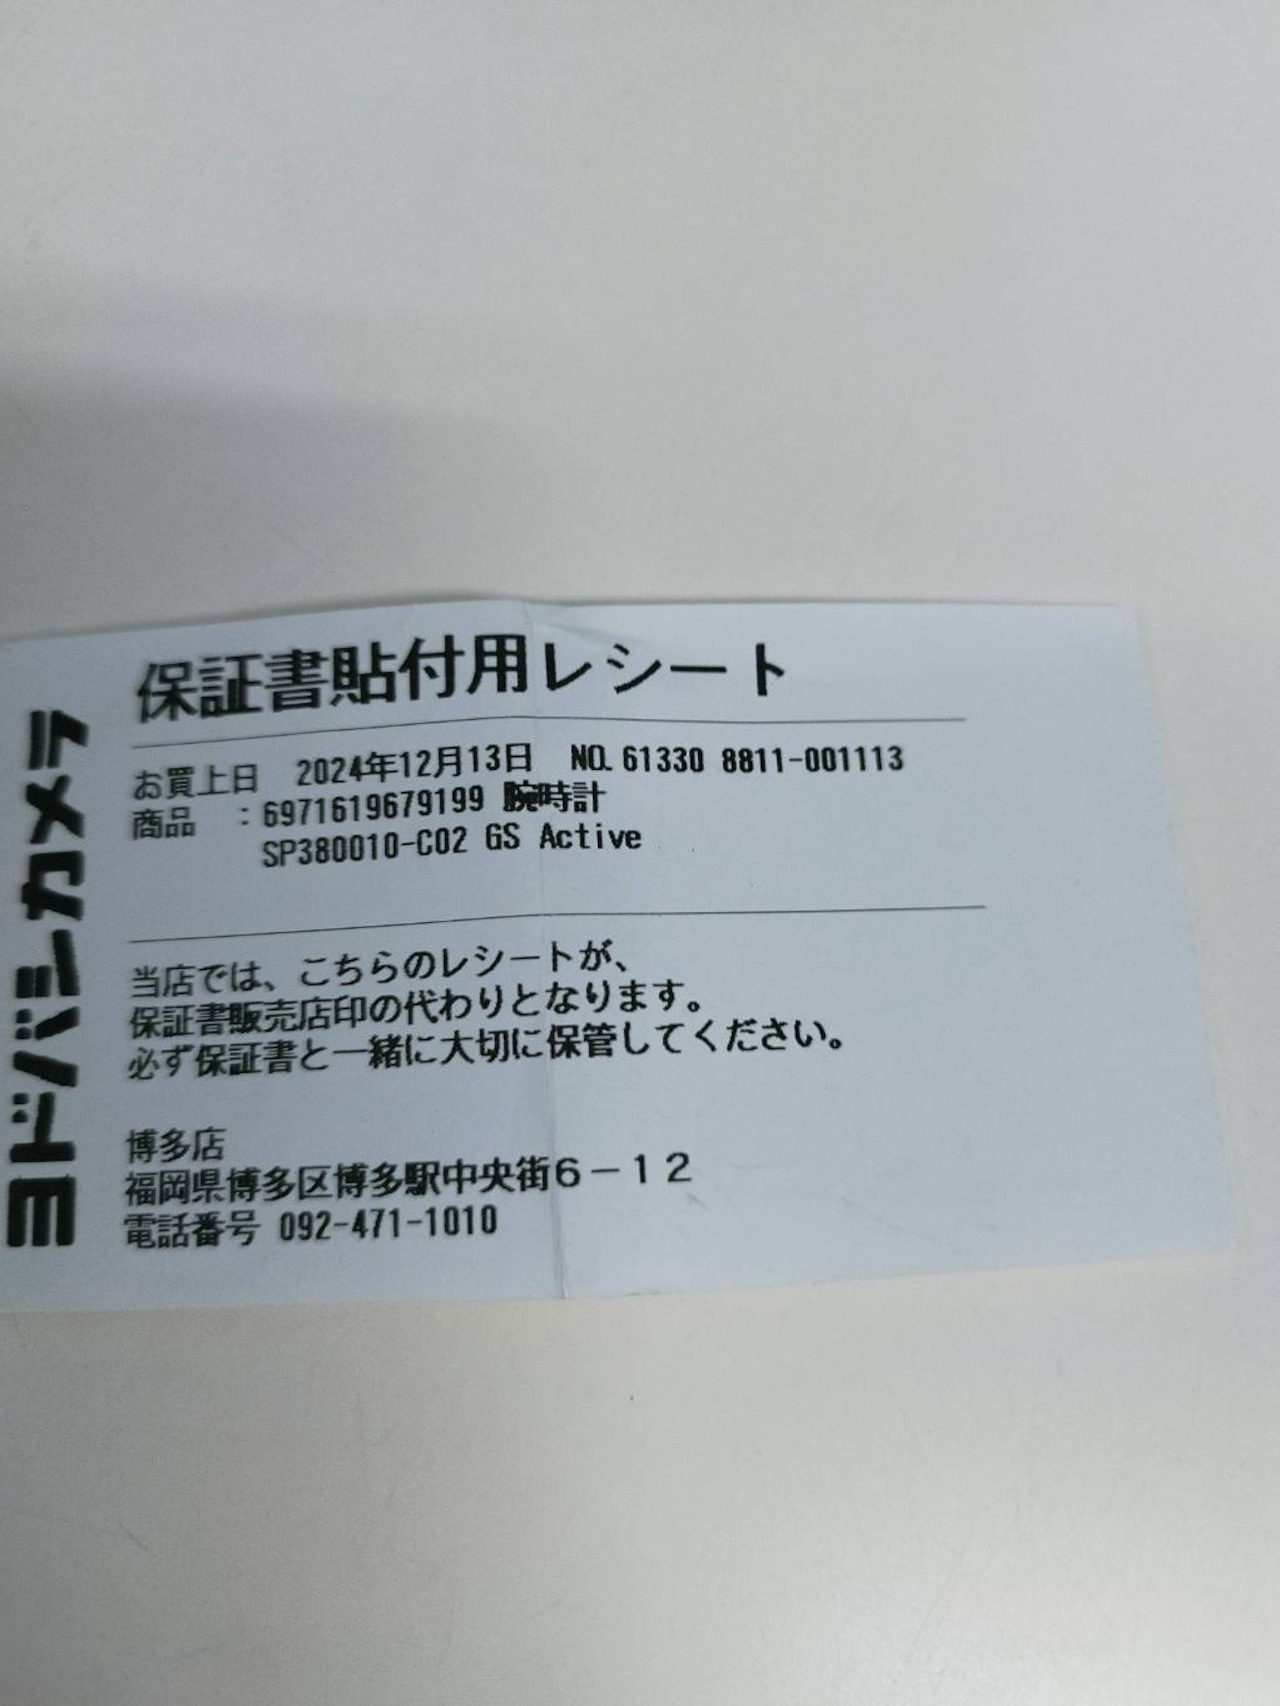 ヨドバシカメラ
保証書貼付用レシート
お買上日 2024年12月13日 NO. 61330 8811-001113
商品 :6971619679199 腕時計
SP380010-C02 GS Active
当店では、こちらのレシートが、
保証書販売店印の代わりとなります。
必ず保証書と一緒に大切に保管してください。
博多店
福岡県博多区博多駅中央街6-12
電話番号 092-471-1010